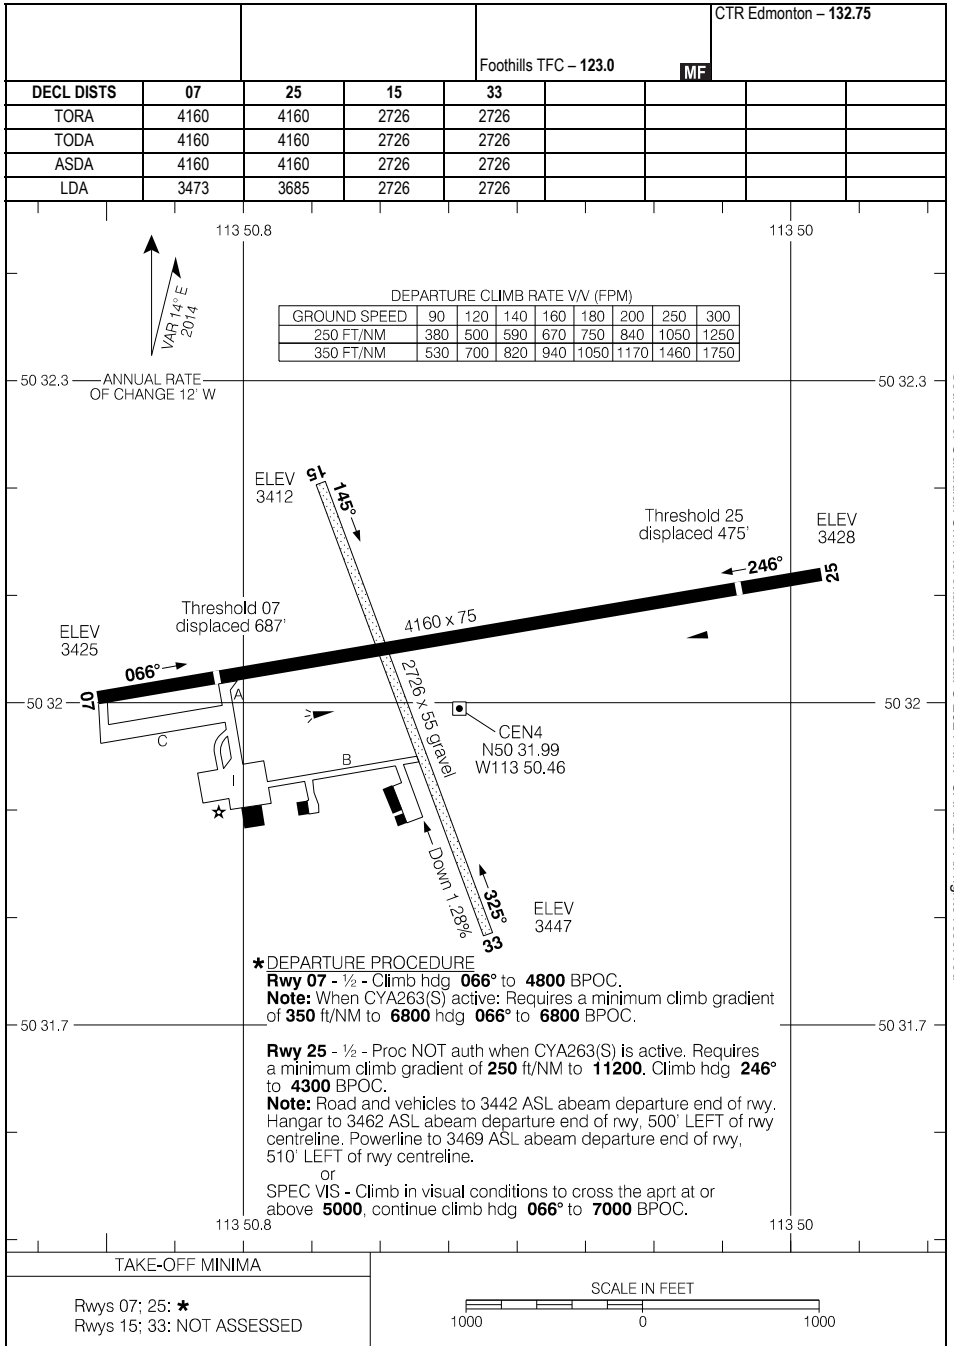 CTR Edmonton – 132.75
Foothills TFC – 123.0
MF
DECL DISTS 07 25 15 33
TORA 4160 4160 2726 2726
TODA 4160 4160 2726 2726
ASDA 4160 4160 2726 2726
LDA 3473 3685 2726 2726
113 50.8 113 50
VAR 14° E
2014
DEPARTURE CLIMB RATE V/V (FPM)
GROUND SPEED 90 120 140 160 180 200 250 300
250 FT/NM 380 500 590 670 750 840 1050 1250
350 FT/NM 530 700 820 940 1050 1170 1460 1750
50 32.3 50 32.3
ANNUAL RATE
OF CHANGE 12' W
ELEV
3412
15
145°
Threshold 25
displaced 475'
ELEV
3428
246°
25
Threshold 07
displaced 687'
4160 x 75
ELEV
3425
066°
07
50 32 50 32
A
C
B
I
2726 x 55 gravel
CEN4
N50 31.99
W113 50.46
Down 1.28%
325°
33
ELEV
3447
* DEPARTURE PROCEDURE
Rwy 07 - ½ - Climb hdg 066° to 4800 BPOC.
Note: When CYA263(S) active: Requires a minimum climb gradient
of 350 ft/NM to 6800 hdg 066° to 6800 BPOC.
50 31.7 50 31.7
Rwy 25 - ½ - Proc NOT auth when CYA263(S) is active. Requires
a minimum climb gradient of 250 ft/NM to 11200. Climb hdg 246°
to 4300 BPOC.
Note: Road and vehicles to 3442 ASL abeam departure end of rwy.
Hangar to 3462 ASL abeam departure end of rwy, 500' LEFT of rwy
centreline. Powerline to 3469 ASL abeam departure end of rwy,
510' LEFT of rwy centreline.
or
SPEC VIS - Climb in visual conditions to cross the aprt at or
above 5000, continue climb hdg 066° to 7000 BPOC.
113 50.8 113 50
TAKE-OFF MINIMA
Rwys 07; 25: *
Rwys 15; 33: NOT ASSESSED
SCALE IN FEET
1000 0 1000